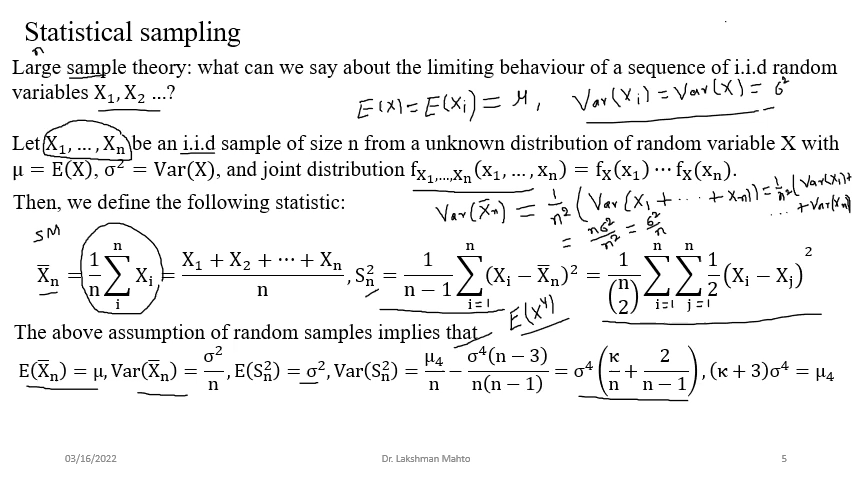 Statistical sampling
n
Large sample theory: what can we say about the limiting behaviour of a sequence of i.i.d random
variables X₁, X₂ ...?
E(X) = E(Xᵢ) = μ, Var(Xᵢ) = Var(X) = σ²
Let X₁, ..., Xₙ be an i.i.d sample of size n from a unknown distribution of random variable X with
μ = E(X), σ² = Var(X), and joint distribution f_{X₁,...,Xₙ}(x₁, ..., xₙ) = f_X(x₁) ⋯ f_X(xₙ).
Then, we define the following statistic:
Var(X̄ₙ) = 1/n² (Var(X₁ + ⋯ + Xₙ)) = 1/n² (Var(X₁) + ⋯ + Var(Xₙ)
= nσ²/n² = σ²/n
SM
X̄ₙ = 1/n ∑ᵢⁿ Xᵢ = (X₁ + X₂ + ⋯ + Xₙ)/n , Sₙ² = 1/(n − 1) ∑_{i=1}^{n} (Xᵢ − X̄ₙ)² = 1/(n 2) ∑_{i=1}^{n} ∑_{j=1}^{n} 1/2 (Xᵢ − Xⱼ)²
E(X⁴)
The above assumption of random samples implies that
E(X̄ₙ) = μ, Var(X̄ₙ) = σ²/n , E(Sₙ²) = σ², Var(Sₙ²) = μ₄/n − σ⁴(n − 3)/n(n − 1) = σ⁴ (κ/n + 2/(n − 1)), (κ + 3)σ⁴ = μ₄
03/16/2022 Dr. Lakshman Mahto 5